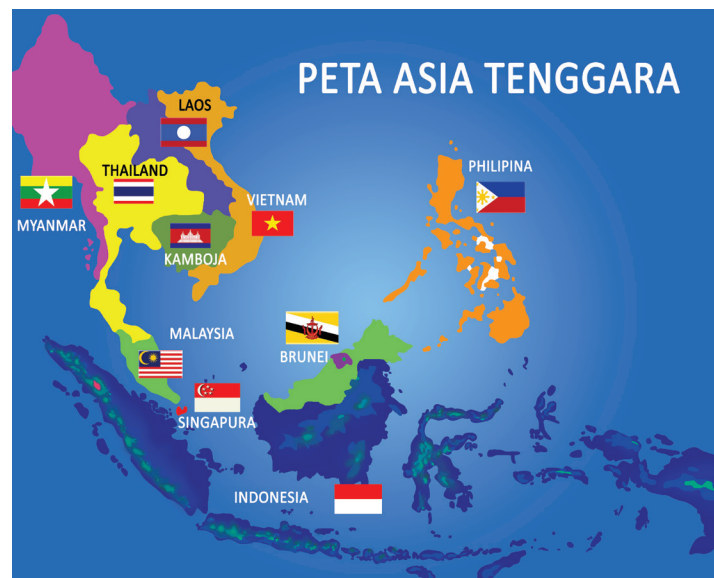 PETA ASIA TENGGARA
LAOS
THAILAND
PHILIPINA
MYANMAR
VIETNAM
KAMBOJA
MALAYSIA
BRUNEI
SINGAPURA
INDONESIA